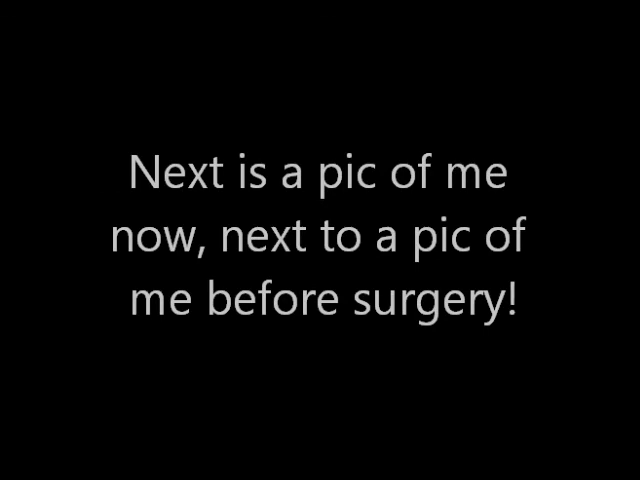 Next is a pic of me
now, next to a pic of
me before surgery!